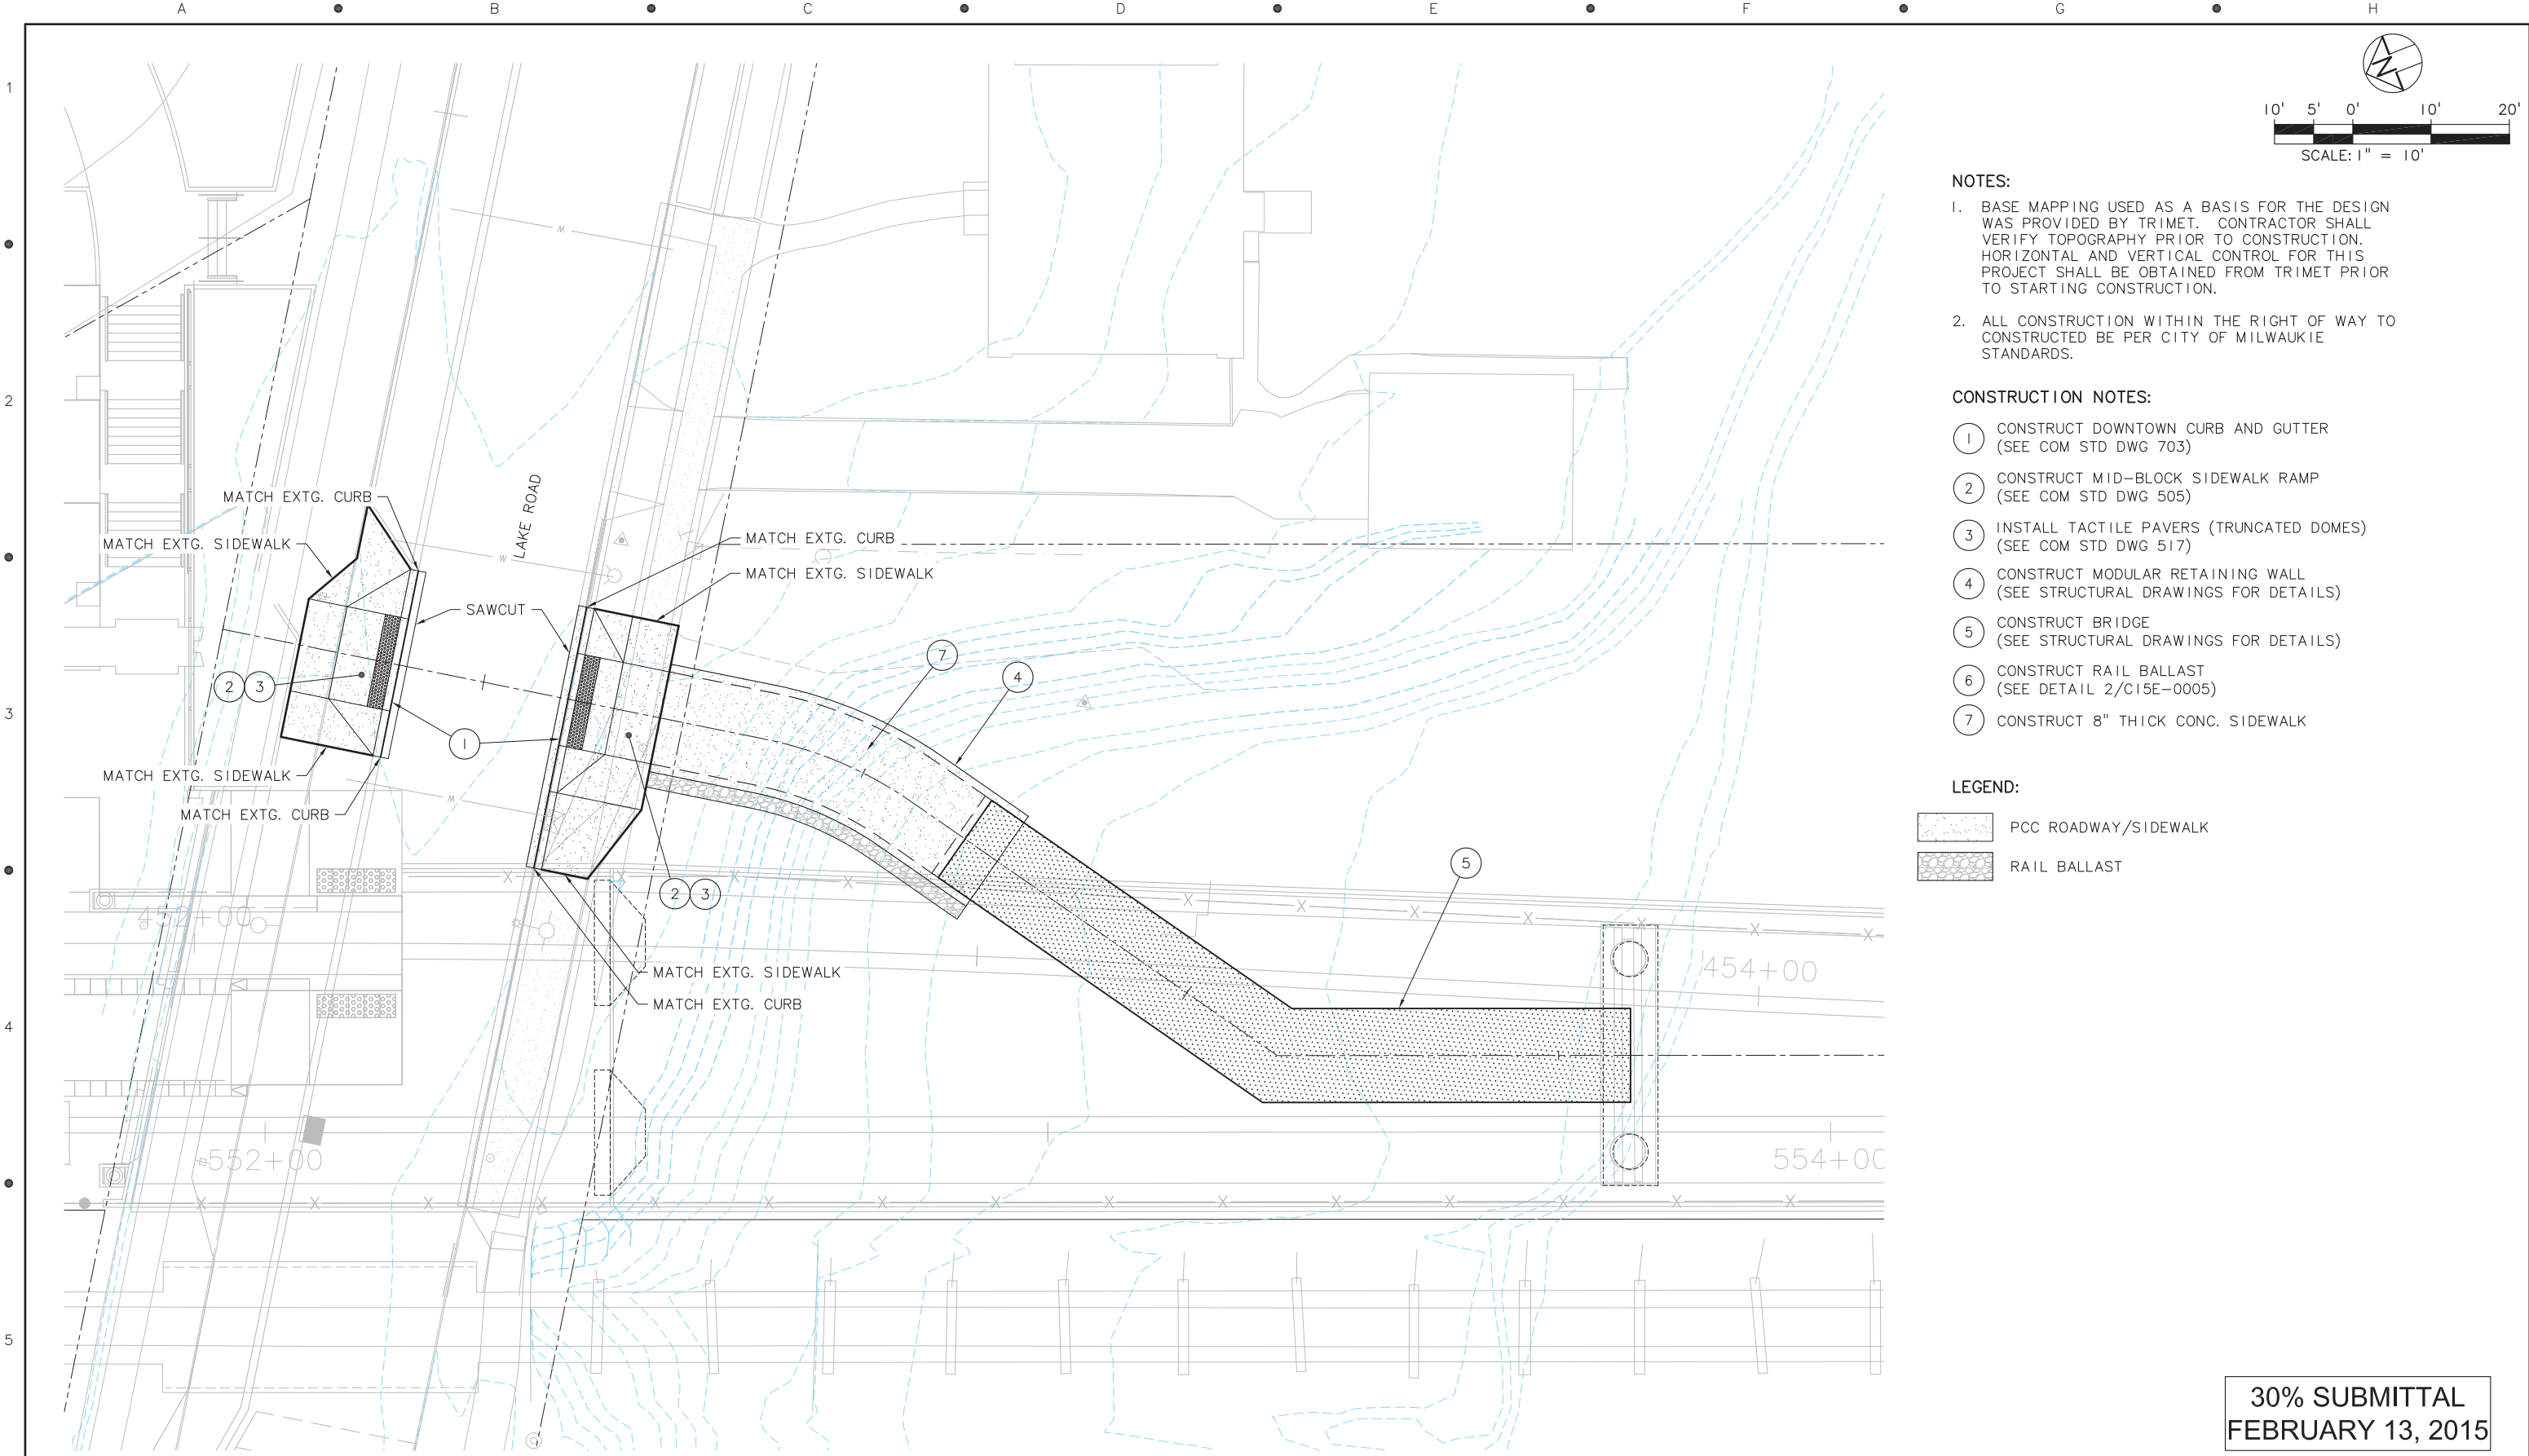 A B C D E F G H
1
2
3
4
5
N
10' 5' 0' 10' 20'
SCALE: 1" = 10'
NOTES:
1. BASE MAPPING USED AS A BASIS FOR THE DESIGN
WAS PROVIDED BY TRIMET. CONTRACTOR SHALL
VERIFY TOPOGRAPHY PRIOR TO CONSTRUCTION.
HORIZONTAL AND VERTICAL CONTROL FOR THIS
PROJECT SHALL BE OBTAINED FROM TRIMET PRIOR
TO STARTING CONSTRUCTION.
2. ALL CONSTRUCTION WITHIN THE RIGHT OF WAY TO
CONSTRUCTED BE PER CITY OF MILWAUKIE
STANDARDS.
CONSTRUCTION NOTES:
1 CONSTRUCT DOWNTOWN CURB AND GUTTER
(SEE COM STD DWG 703)
2 CONSTRUCT MID-BLOCK SIDEWALK RAMP
(SEE COM STD DWG 505)
3 INSTALL TACTILE PAVERS (TRUNCATED DOMES)
(SEE COM STD DWG 517)
4 CONSTRUCT MODULAR RETAINING WALL
(SEE STRUCTURAL DRAWINGS FOR DETAILS)
5 CONSTRUCT BRIDGE
(SEE STRUCTURAL DRAWINGS FOR DETAILS)
6 CONSTRUCT RAIL BALLAST
(SEE DETAIL 2/C15E-0005)
7 CONSTRUCT 8" THICK CONC. SIDEWALK
LEGEND:
PCC ROADWAY/SIDEWALK
RAIL BALLAST
W
LAKE ROAD
MATCH EXTG. CURB
MATCH EXTG. SIDEWALK
MATCH EXTG. CURB
W
MATCH EXTG. SIDEWALK
SAWCUT
7
4
2 3
1
MATCH EXTG. SIDEWALK
W
MATCH EXTG. CURB
5
2 3
452+00
MATCH EXTG. SIDEWALK
454+00
MATCH EXTG. CURB
552+00
554+00
X X X X X X X X X X X
X X X X X X X X X X X X X X X
30% SUBMITTAL
FEBRUARY 13, 2015